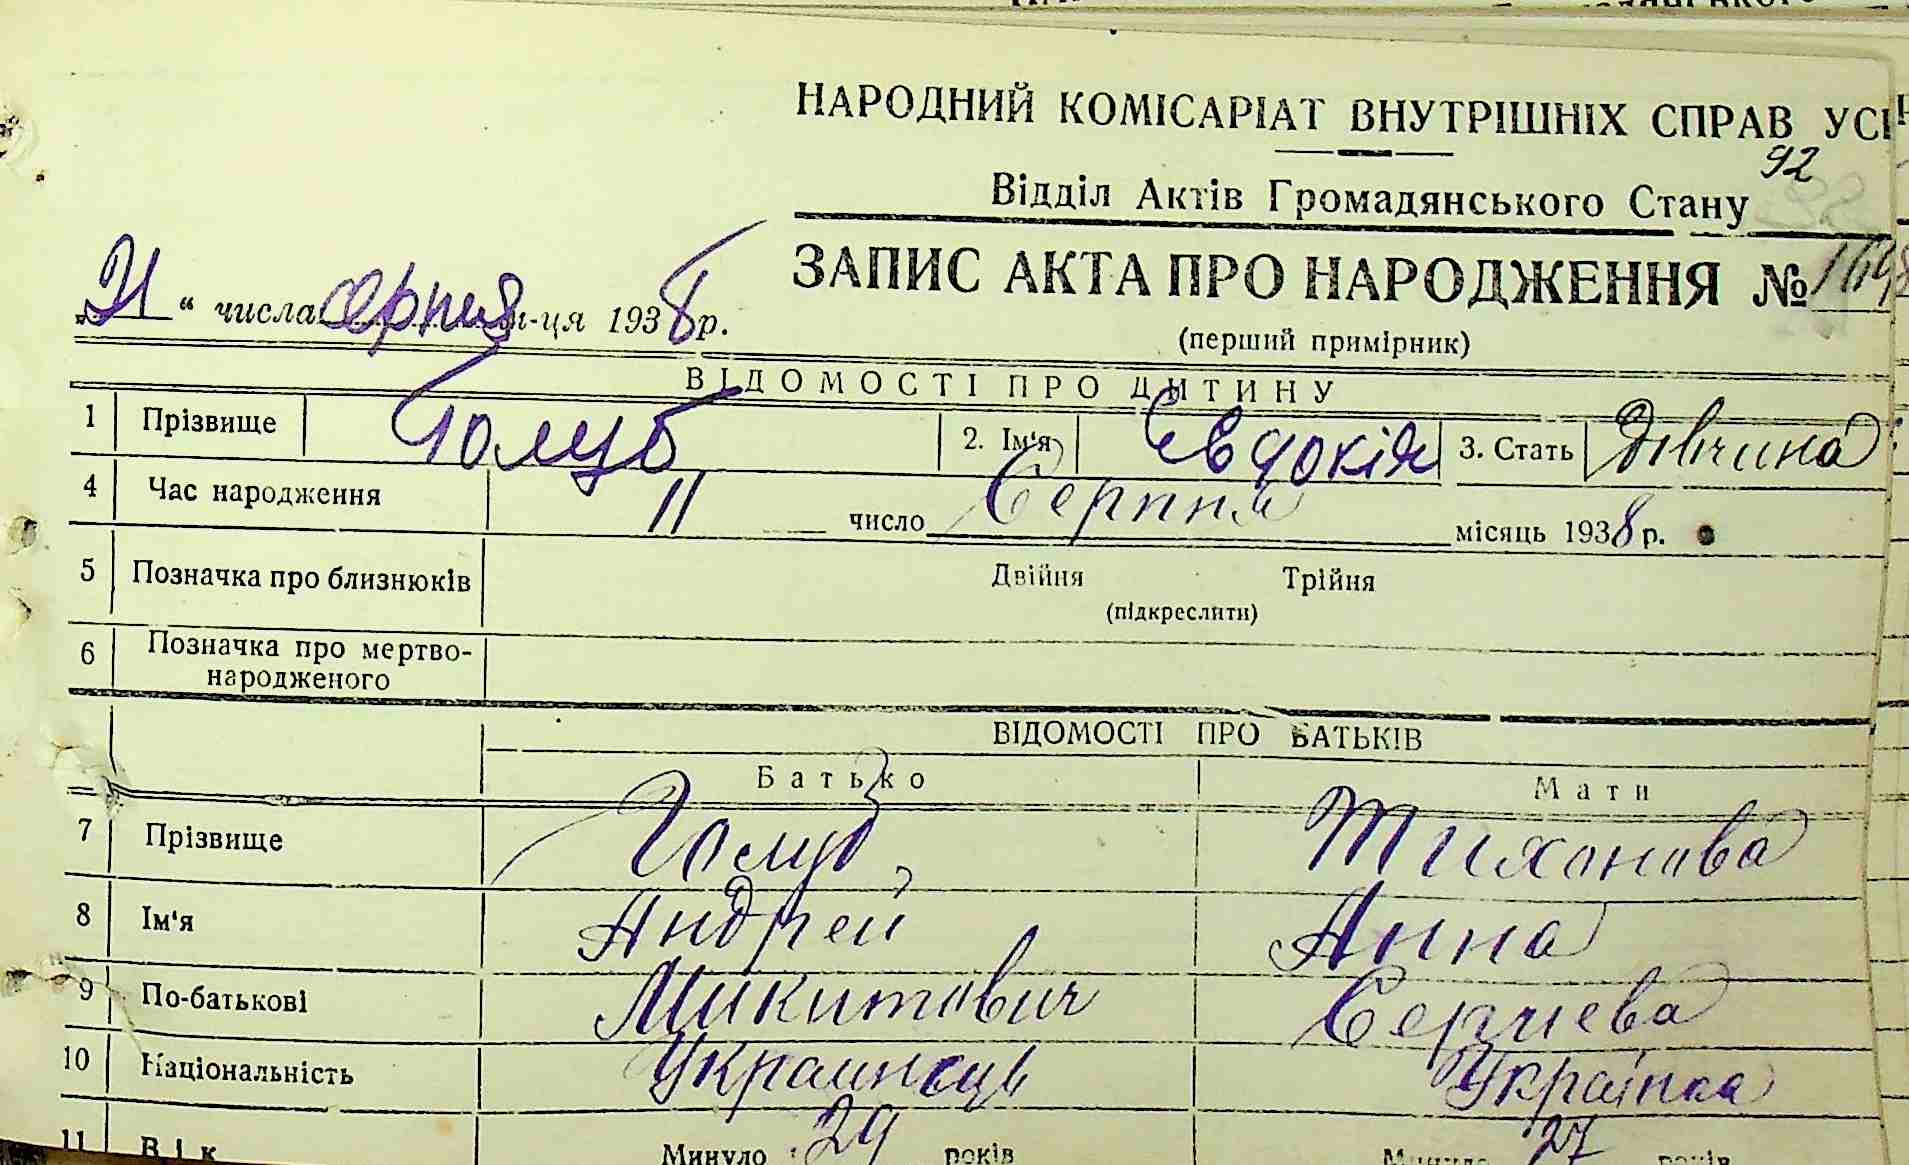 НАРОДНИЙ КОМІСАРІАТ ВНУТРІШНІХ СПРАВ УСР
92
Відділ Актів Громадянського Стану
ЗАПИС АКТА ПРО НАРОДЖЕННЯ №
„21“ числа серпня м-ця 1938 р.
(перший примірник)
ВІДОМОСТІ ПРО ДИТИНУ
1 Прізвище Голуб 2. Ім'я Євдокія 3. Стать Дівчина
4 Час народження 11 число Серпня місяць 1938 р.
5 Позначка про близнюків Двійня Трійня
(підкреслити)
6 Позначка про мертво-
народженого
ВІДОМОСТІ ПРО БАТЬКІВ
Батько Мати
7 Прізвище Голуб Тихонова
8 Ім'я Андрей Анна
9 По-батькові Микитович Сергиева
10 Національність Украинець Українка
11 Вік Минуло 29 років Минуло 27 років